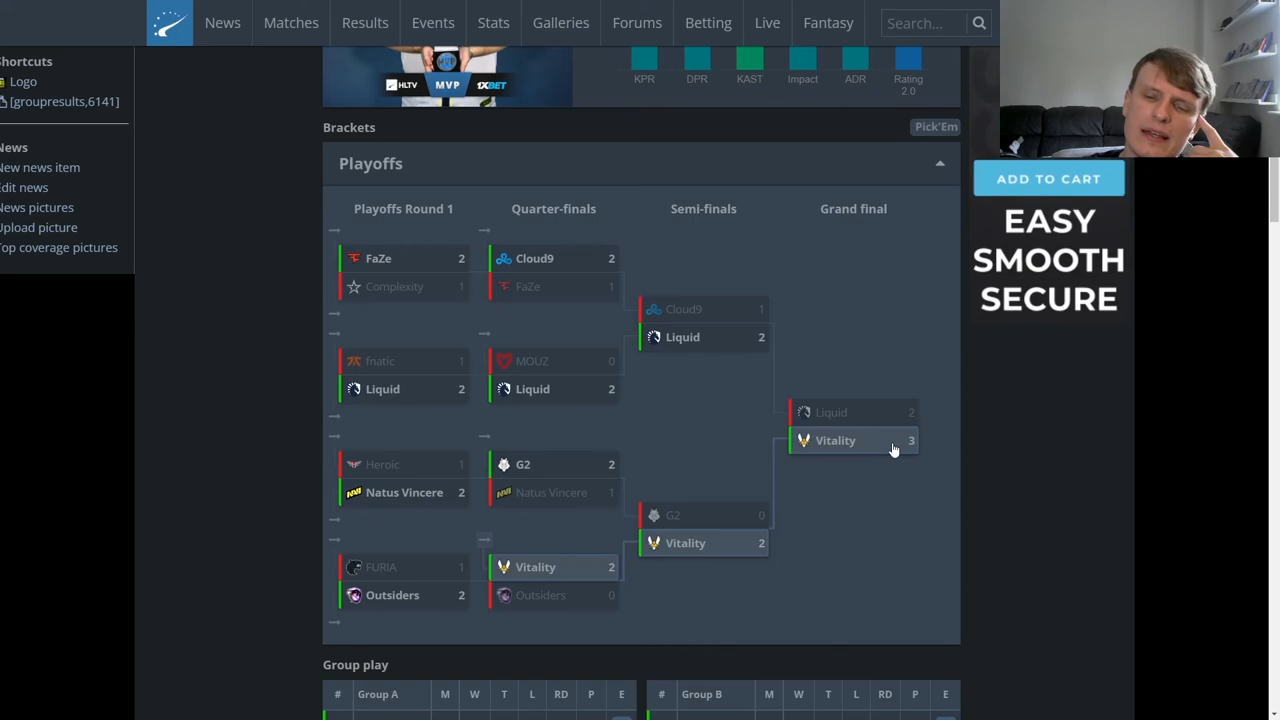 News Matches Results Events Stats Galleries Forums Betting Live Fantasy Search...
Shortcuts
Logo
[groupresults,6141]
News
New news item
Edit news
News pictures
Upload picture
Top coverage pictures
MVP
HLTV MVP 1XBET
KPR DPR KAST Impact ADR Rating 2.0
Brackets Pick'Em
Playoffs
Playoffs Round 1 Quarter-finals Semi-finals Grand final
FaZe 2
Complexity 1
fnatic 1
Liquid 2
Heroic 1
Natus Vincere 2
FURIA 1
Outsiders 2
Cloud9 2
FaZe 1
MOUZ 0
Liquid 2
G2 2
Natus Vincere 1
Vitality 2
Outsiders 0
Cloud9 1
Liquid 2
G2 0
Vitality 2
Liquid 2
Vitality 3
Group play
# Group A M W T L RD P E
# Group B M W T L RD P E
ADD TO CART
EASY
SMOOTH
SECURE